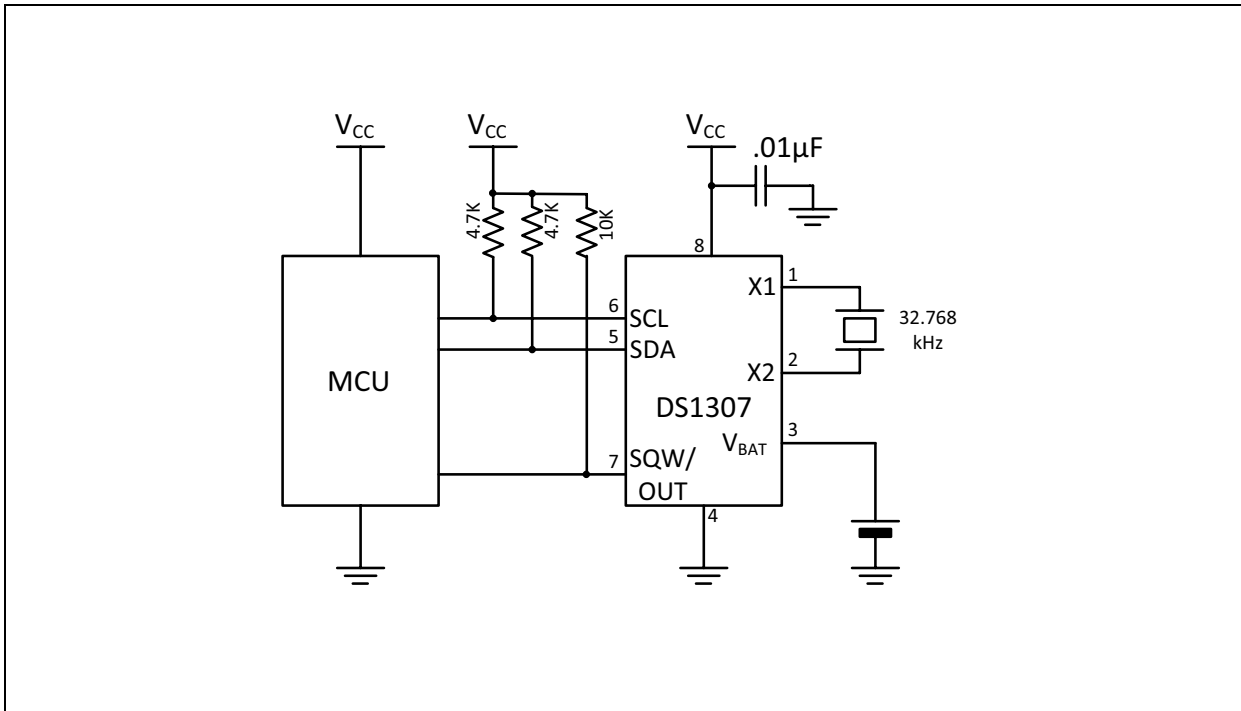 VCC
VCC
VCC
.01µF
4.7K
4.7K
10K
8
1
X1
6
SCL
32.768
kHz
5
SDA
2
X2
MCU
DS1307
3
VBAT
7
SQW/
OUT
4